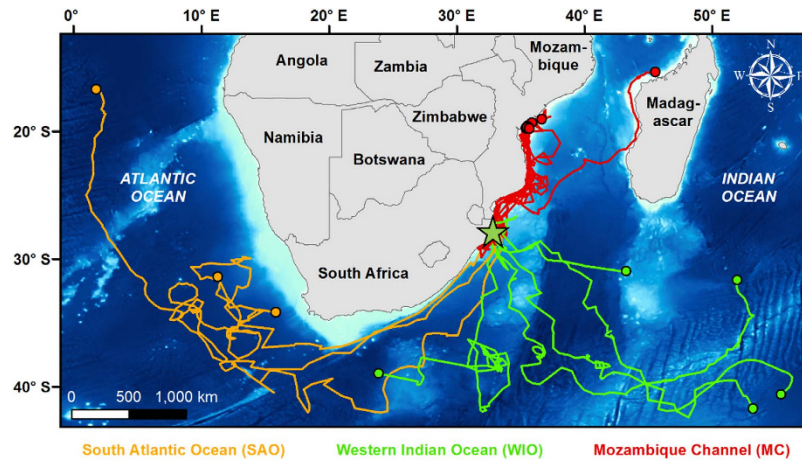 0° E 10° E 20° E 30° E 40° E 50° E
Angola
Zambia
Mozam-
bique
N
W E
S
Madag-
ascar
20° S
Zimbabwe
Namibia
Botswana
ATLANTIC
OCEAN
INDIAN
OCEAN
30° S
South Africa
40° S
0 500 1,000 km
South Atlantic Ocean (SAO) Western Indian Ocean (WIO) Mozambique Channel (MC)